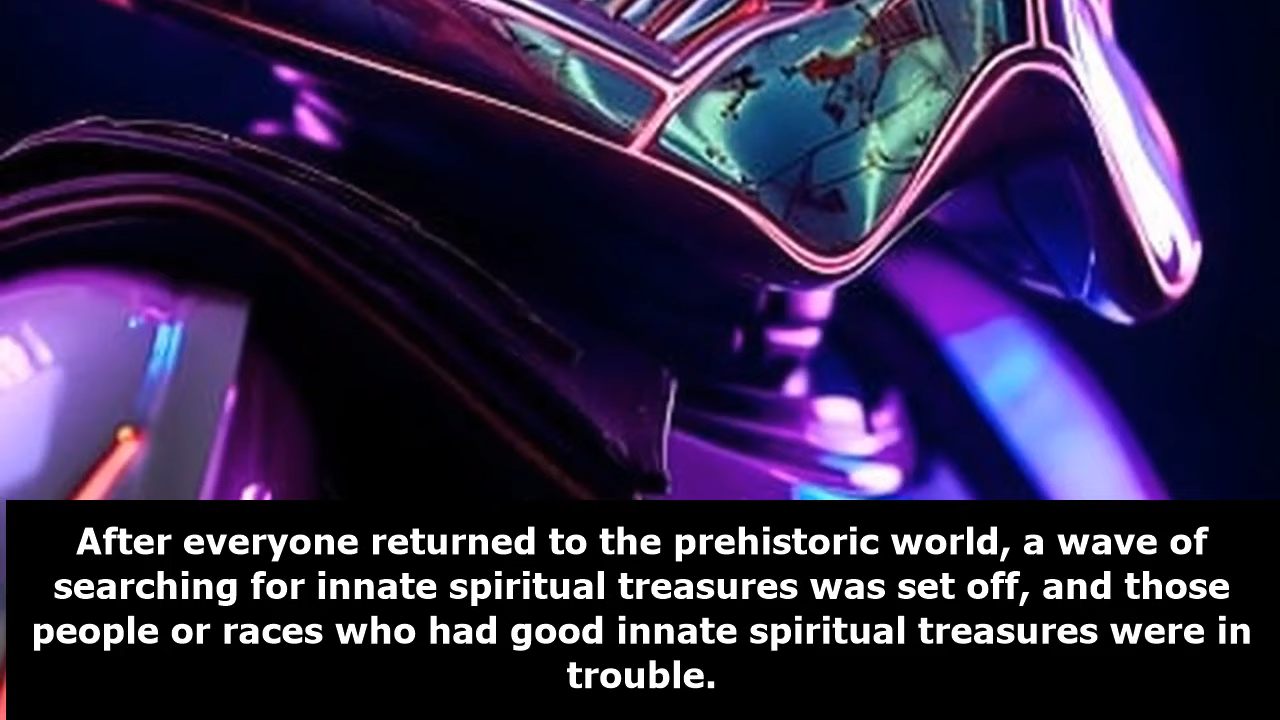 After everyone returned to the prehistoric world, a wave of
searching for innate spiritual treasures was set off, and those
people or races who had good innate spiritual treasures were in
trouble.